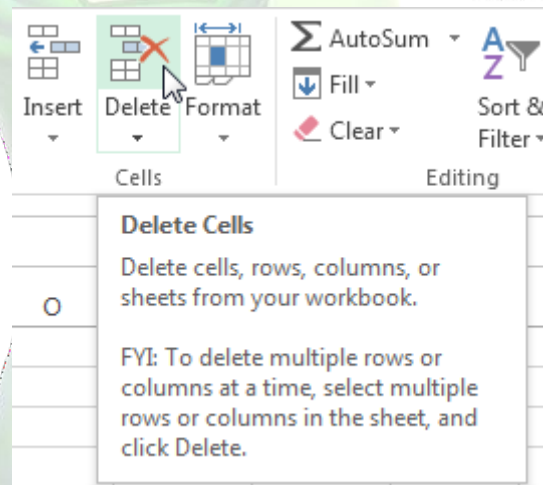 AutoSum
Fill
Clear
Insert Delete Format
Sort &
Filter
Cells
Editing
Delete Cells
Delete cells, rows, columns, or
sheets from your workbook.
FYI: To delete multiple rows or
columns at a time, select multiple
rows or columns in the sheet, and
click Delete.
O